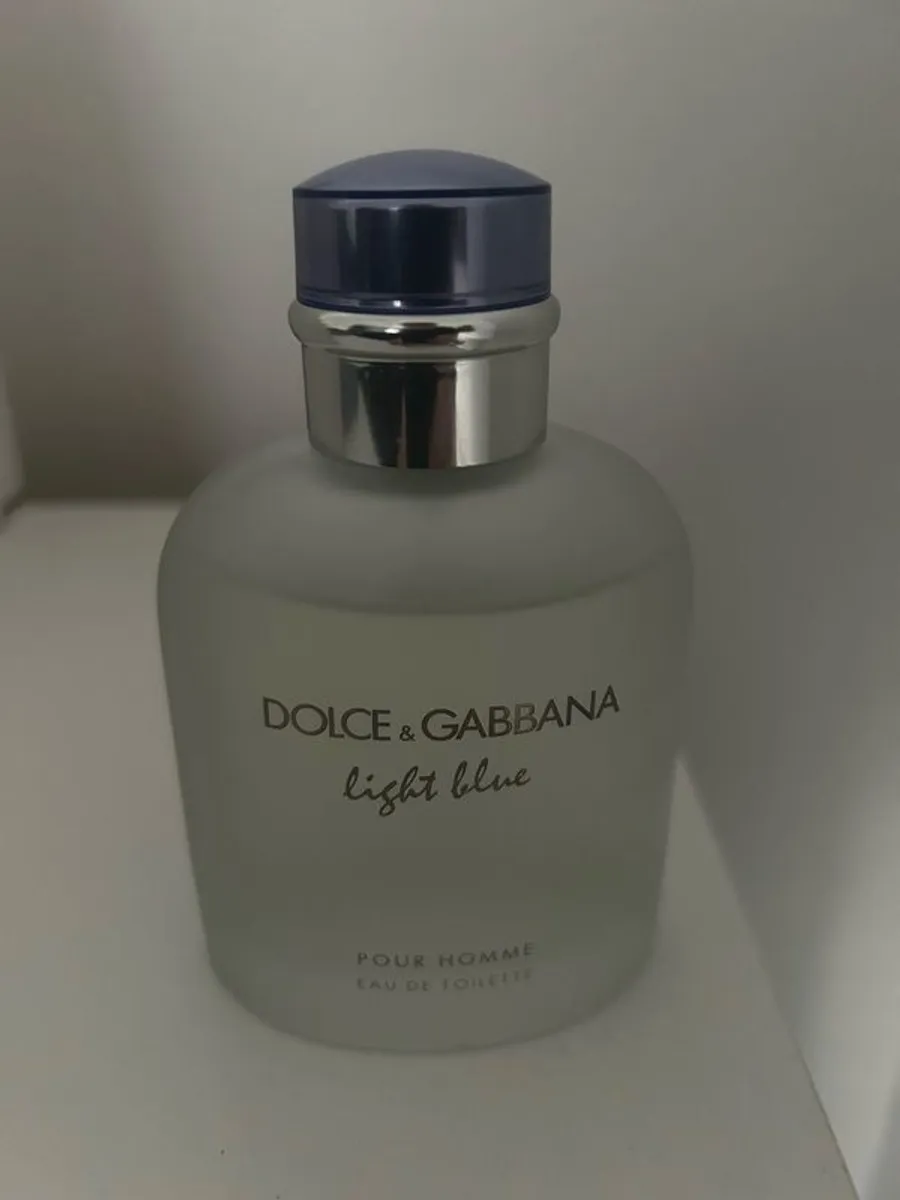 DOLCE & GABBANA
light blue
POUR HOMME
EAU DE TOILETTE